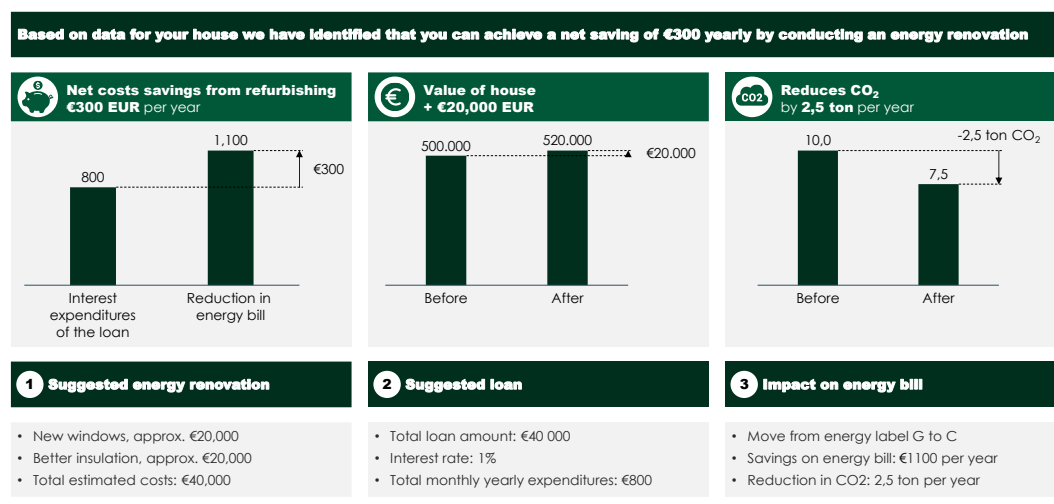 Based on data for your house we have identified that you can achieve a net saving of €300 yearly by conducting an energy renovation
Net costs savings from refurbishing
€300 EUR per year
1,100
800
€300
Interest
expenditures
of the loan
Reduction in
energy bill
€
Value of house
+ €20,000 EUR
500.000
520.000
€20.000
Before
After
CO2
Reduces CO₂
by 2,5 ton per year
10,0
-2,5 ton CO₂
7,5
Before
After
1 Suggested energy renovation
• New windows, approx. €20,000
• Better insulation, approx. €20,000
• Total estimated costs: €40,000
2 Suggested loan
• Total loan amount: €40 000
• Interest rate: 1%
• Total monthly yearly expenditures: €800
3 Impact on energy bill
• Move from energy label G to C
• Savings on energy bill: €1100 per year
• Reduction in CO2: 2,5 ton per year